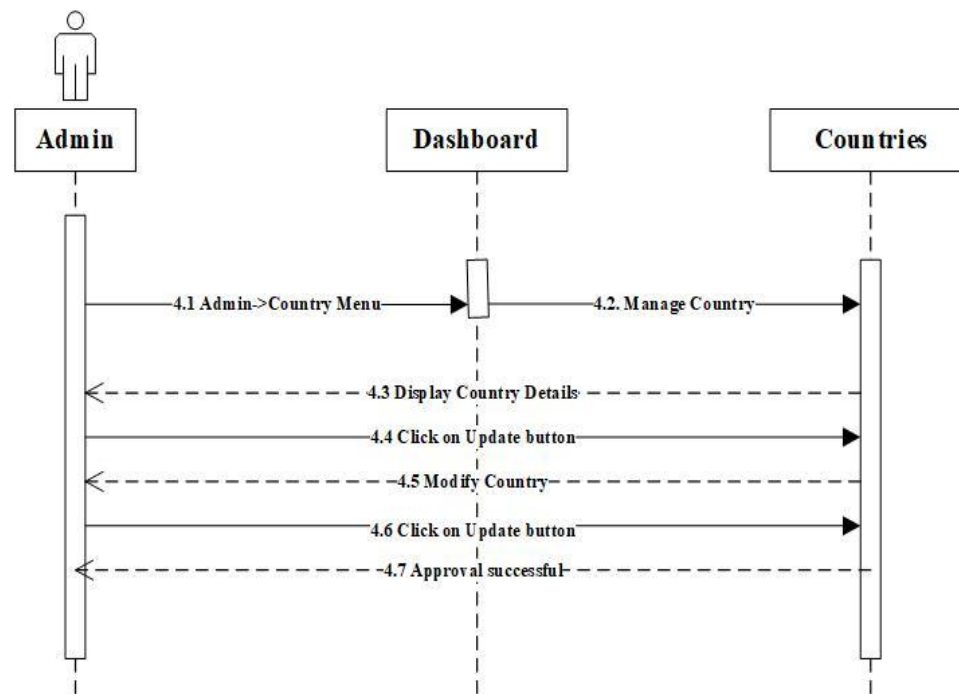 Admin
Dashboard
Countries
4.1 Admin->Country Menu
4.2. Manage Country
4.3 Display Country Details
4.4 Click on Update button
4.5 Modify Country
4.6 Click on Update button
4.7 Approval successful